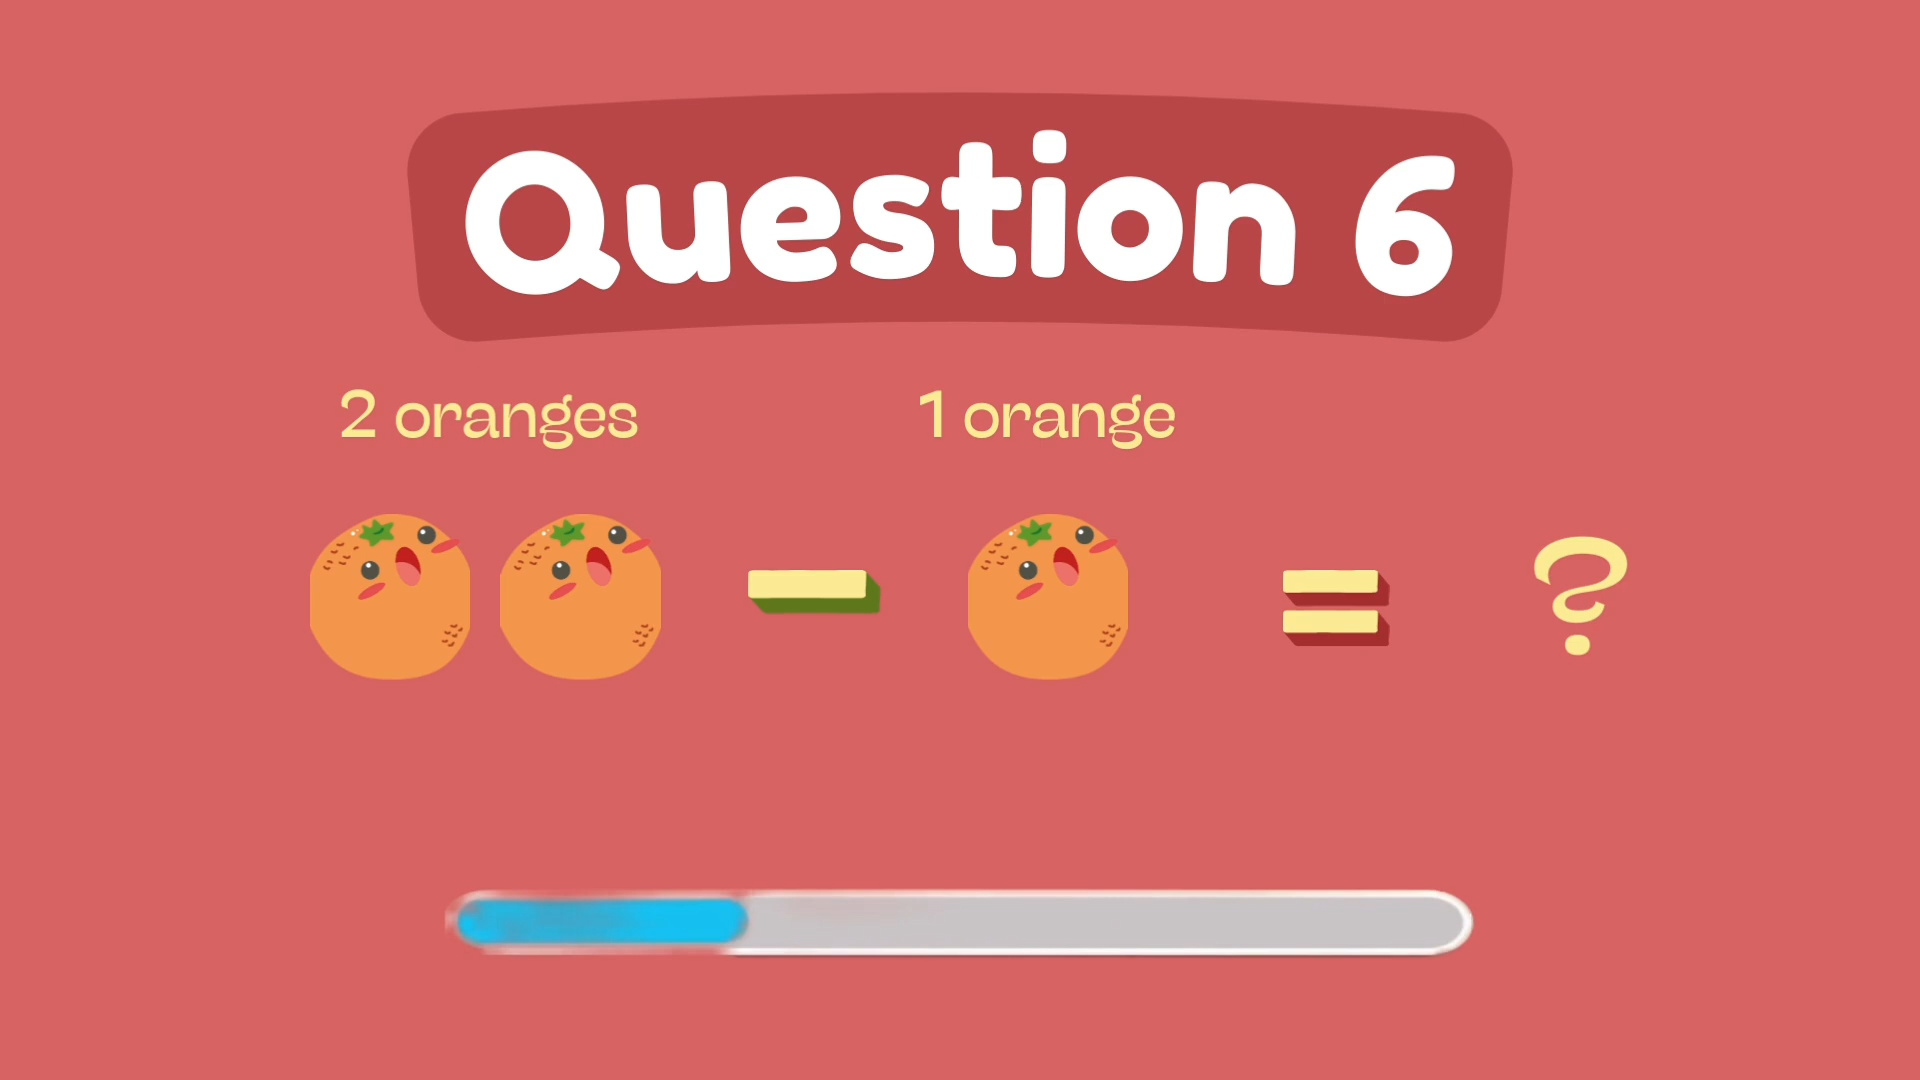 Question 6
2 oranges 1 orange
- = ?